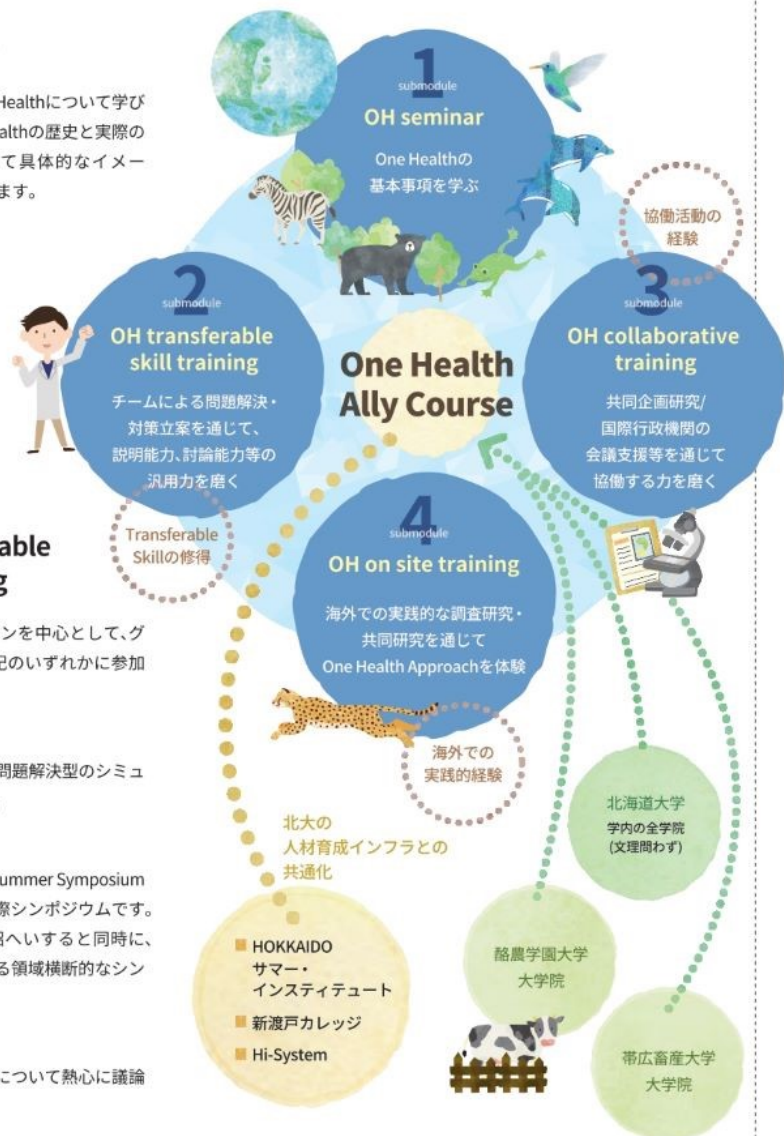 Healthについて学び
althの歴史と実際の
て具体的なイメー
ます。
1
submodule
OH seminar
One Healthの
基本事項を学ぶ
協働活動の
経験
2
submodule
OH transferable
skill training
チームによる問題解決・
対策立案を通じて、
説明能力、討論能力等の
汎用力を磨く
Transferable
Skillの修得
One Health
Ally Course
3
submodule
OH collaborative
training
共同企画研究/
国際行政機関の
会議支援等を通じて
協働する力を磨く
4
submodule
OH on site training
海外での実践的な調査研究・
共同研究を通じて
One Health Approachを体験
海外での
実践的経験
able
g
ンを中心として、グ
記のいずれかに参加
問題解決型のシミュ
ummer Symposium
際シンポジウムです。
招へいすると同時に、
る領域横断的なシン
について熱心に議論
北大の
人材育成インフラとの
共通化
HOKKAIDO
サマー・
インスティテュート
新渡戸カレッジ
Hi-System
北海道大学
学内の全学院
(文理問わず)
酪農学園大学
大学院
帯広畜産大学
大学院